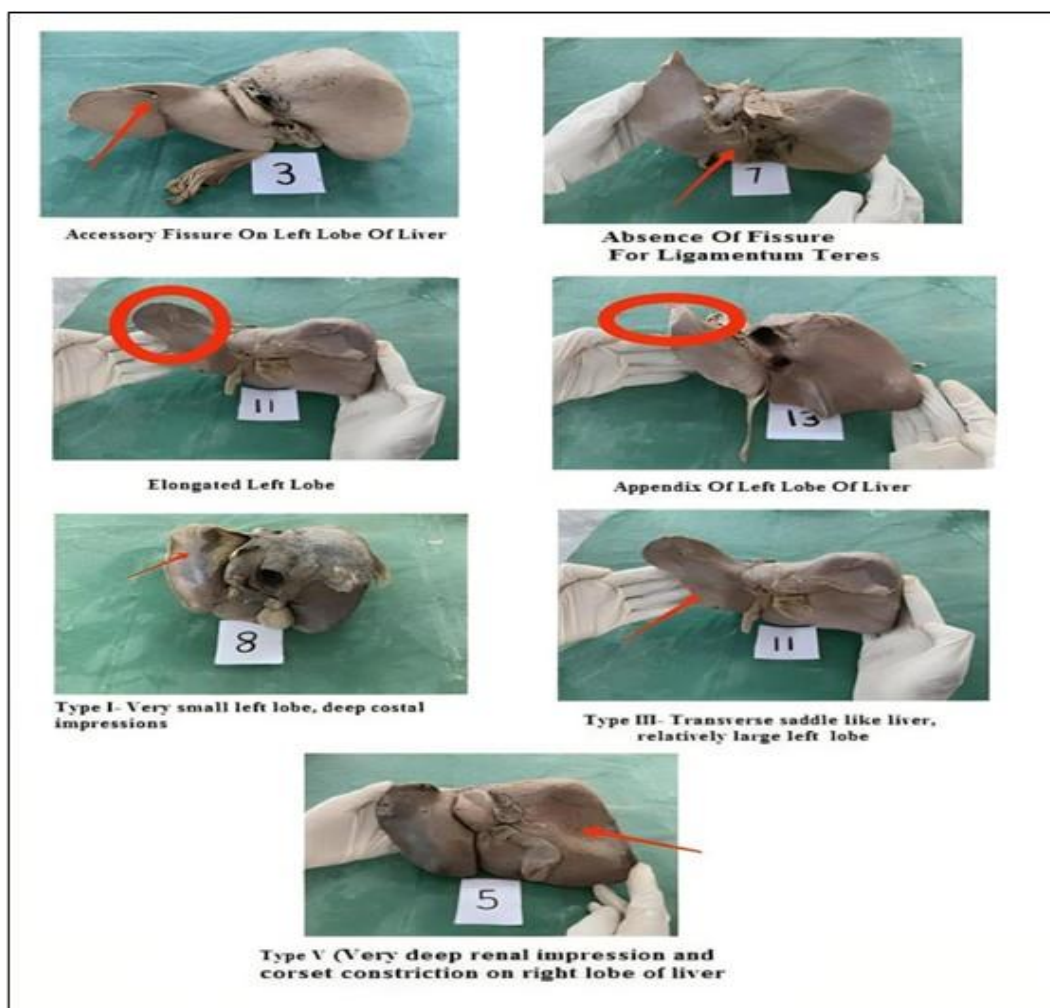 3
Accessory Fissure On Left Lobe Of Liver
7
Absence Of Fissure
For Ligamentum Teres
11
Elongated Left Lobe
13
Appendix Of Left Lobe Of Liver
8
Type I- Very small left lobe, deep costal
impressions
11
Type III- Transverse saddle like liver,
relatively large left lobe
5
Type V (Very deep renal impression and
corset constriction on right lobe of liver